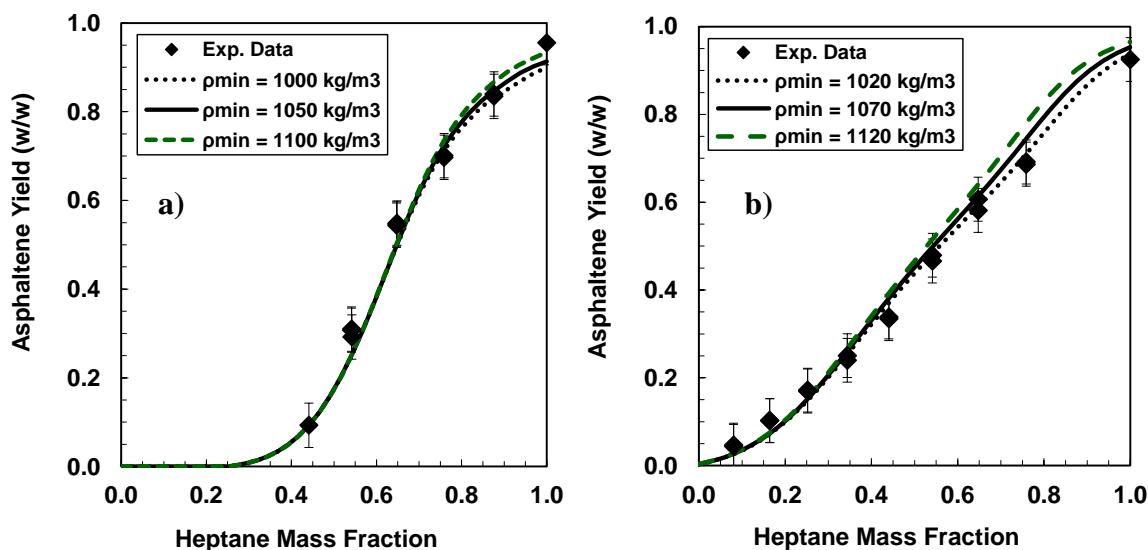 1.0
0.8
0.6
0.4
0.2
0.0
Asphaltene Yield (w/w)
Exp. Data
ρmin = 1000 kg/m3
ρmin = 1050 kg/m3
ρmin = 1100 kg/m3
a)
0.0 0.2 0.4 0.6 0.8 1.0
Heptane Mass Fraction
1.0
0.8
0.6
0.4
0.2
0.0
Asphaltene Yield (w/w)
Exp. Data
ρmin = 1020 kg/m3
ρmin = 1070 kg/m3
ρmin = 1120 kg/m3
b)
0.0 0.2 0.4 0.6 0.8 1.0
Heptane Mass Fraction